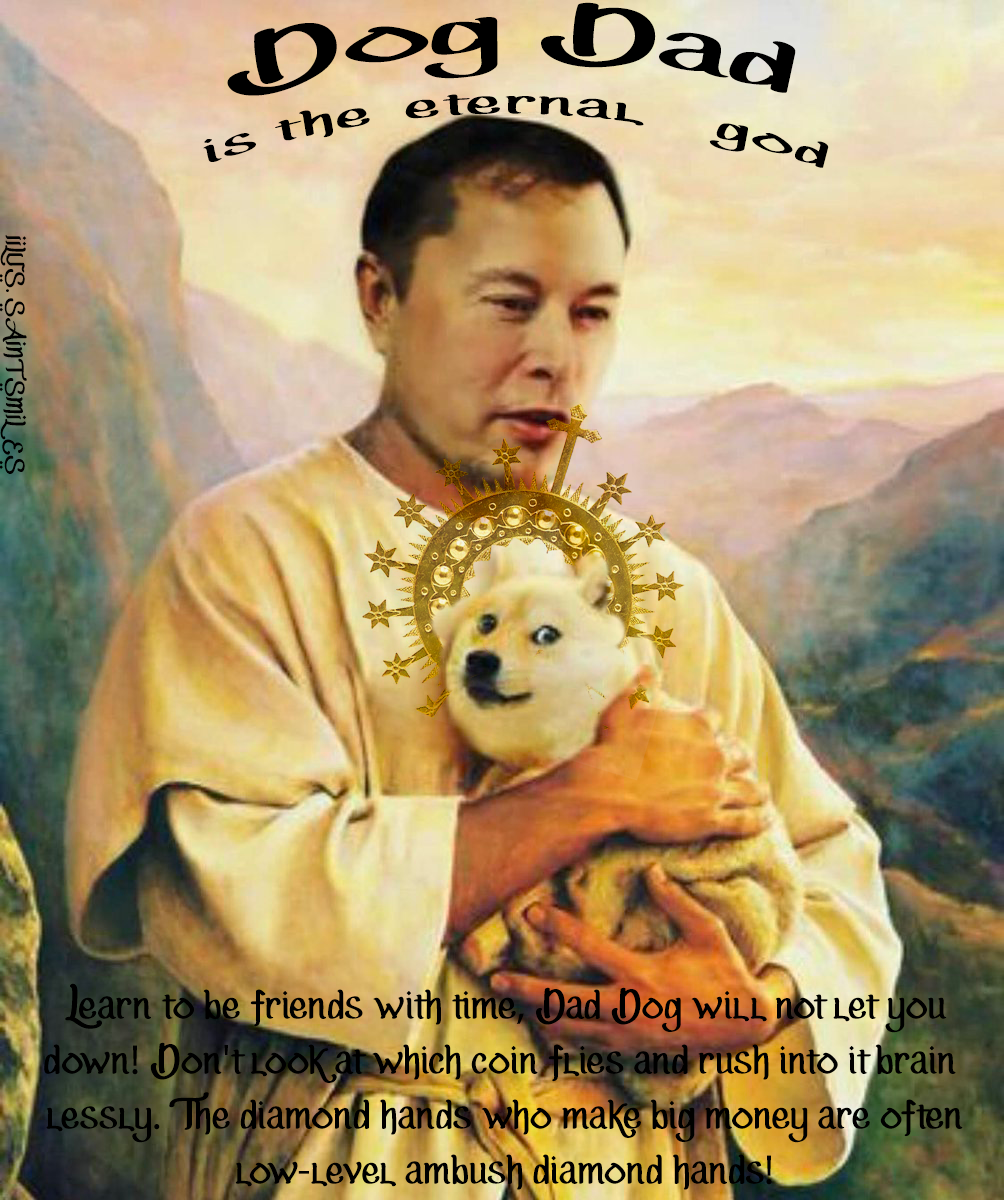 Dog Dad
is the eternal god
illus. SAinTSmiLES
Learn to be friends with time, Dad Dog will not let you
down! Don't look at which coin flies and rush into it brain
lessly. The diamond hands who make big money are often
low-level ambush diamond hands!